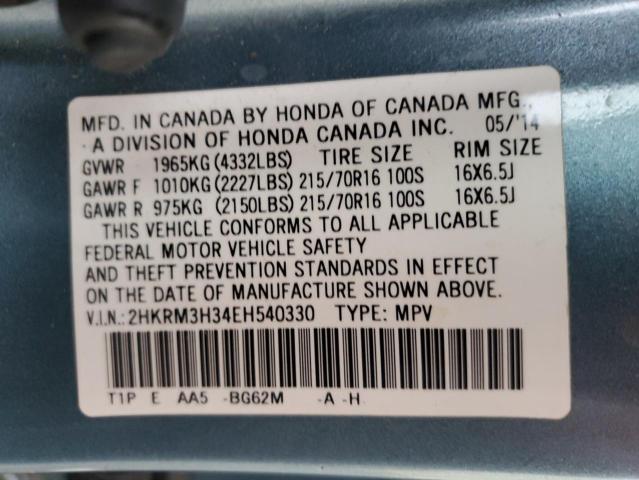 MFD. IN CANADA BY HONDA OF CANADA MFG.,
A DIVISION OF HONDA CANADA INC. 05/'14
GVWR 1965KG (4332LBS) TIRE SIZE RIM SIZE
GAWR F 1010KG (2227LBS) 215/70R16 100S 16X6.5J
GAWR R 975KG (2150LBS) 215/70R16 100S 16X6.5J
THIS VEHICLE CONFORMS TO ALL APPLICABLE
FEDERAL MOTOR VEHICLE SAFETY
AND THEFT PREVENTION STANDARDS IN EFFECT
ON THE DATE OF MANUFACTURE SHOWN ABOVE.
V.I.N.: 2HKRM3H34EH540330 TYPE: MPV
T1P E AA5 -BG62M -A -H